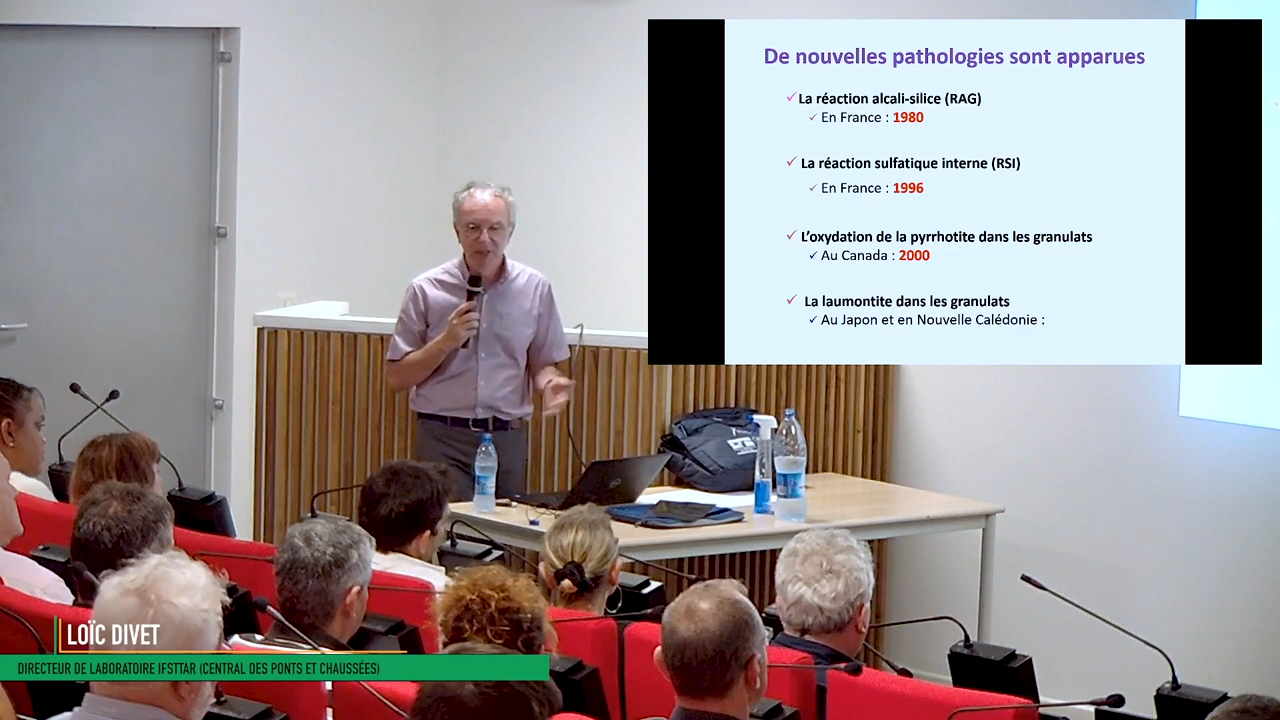 De nouvelles pathologies sont apparues
La réaction alcali-silice (RAG)
En France : 1980
La réaction sulfatique interne (RSI)
En France : 1996
L'oxydation de la pyrrhotite dans les granulats
Au Canada : 2000
La laumontite dans les granulats
Au Japon et en Nouvelle Calédonie :
LOÏC DIVET
DIRECTEUR DE LABORATOIRE IFSTTAR (CENTRAL DES PONTS ET CHAUSSÉES)